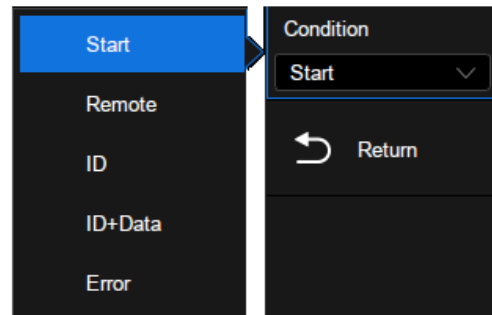 Start
Remote
ID
ID+Data
Error
Condition
Start
Return